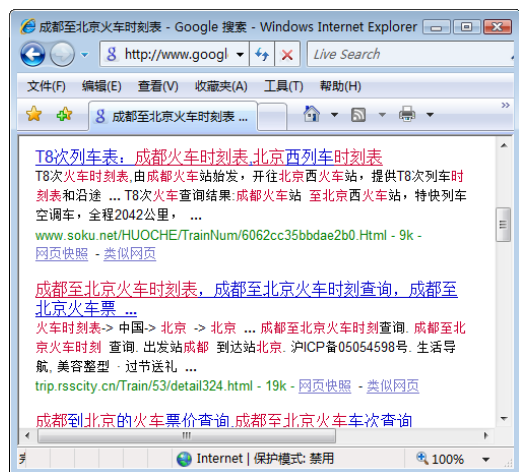 成都至北京火车时刻表 - Google 搜索 - Windows Internet Explorer
http://www.googl
Live Search
文件(F) 编辑(E) 查看(V) 收藏夹(A) 工具(T) 帮助(H)
成都至北京火车时刻表 ...
T8次列车表：成都火车时刻表,北京西列车时刻表
T8次火车时刻表,由成都火车站始发，开往北京西火车站，提供T8次列车时
刻表和沿途 ... T8次火车查询结果:成都火车站 至北京西火车站，特快列车
空调车，全程2042公里， ...
www.soku.net/HUOCHE/TrainNum/6062cc35bbdae2b0.Html - 9k -
网页快照 - 类似网页
成都至北京火车时刻表，成都至北京火车时刻查询，成都至
北京火车票 ...
火车时刻表-> 中国-> 北京 -> 北京 ... 成都至北京火车时刻查询. 成都至北
京火车时刻 查询. 出发站成都 到达站北京. 沪ICP备05054598号. 生活导
航, 美容整型 · 过节送礼 ...
trip.rsscity.cn/Train/53/detail324.html - 19k - 网页快照 - 类似网页
成都到北京的火车票价查询,成都至北京火车车次查询
Internet | 保护模式: 禁用
100%